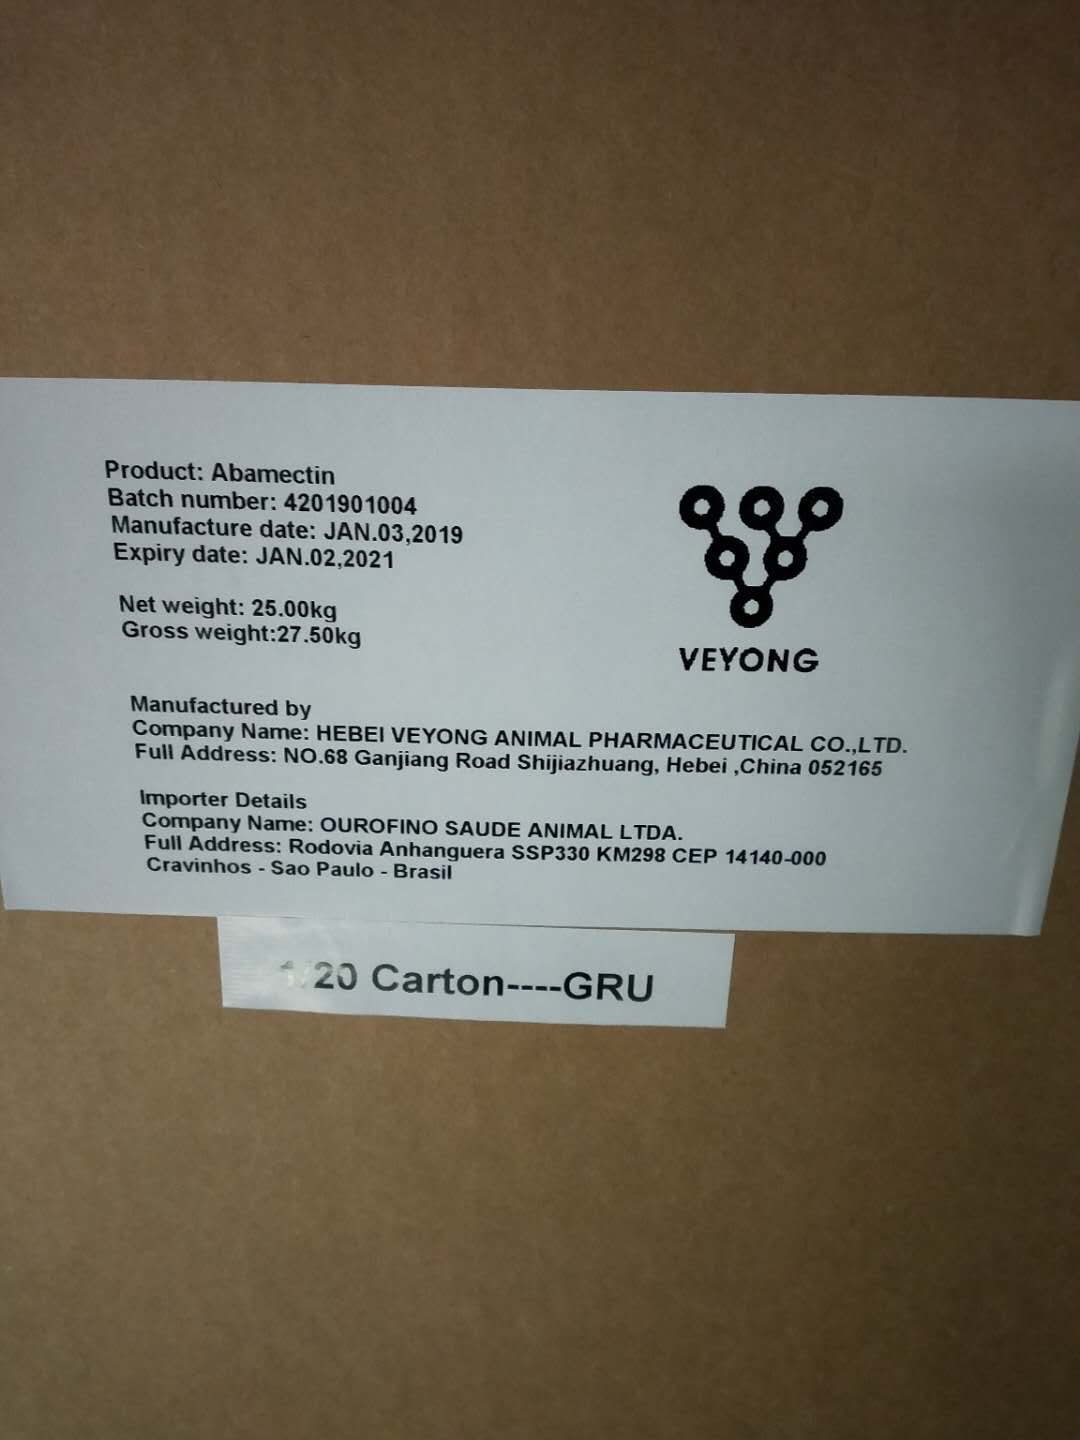 Product: Abamectin
Batch number: 4201901004
Manufacture date: JAN.03,2019
Expiry date: JAN.02,2021
Net weight: 25.00kg
Gross weight:27.50kg
VEYONG
Manufactured by
Company Name: HEBEI VEYONG ANIMAL PHARMACEUTICAL CO.,LTD.
Full Address: NO.68 Ganjiang Road Shijiazhuang, Hebei ,China 052165
Importer Details
Company Name: OUROFINO SAUDE ANIMAL LTDA.
Full Address: Rodovia Anhanguera SSP330 KM298 CEP 14140-000
Cravinhos - Sao Paulo - Brasil
1/20 Carton----GRU